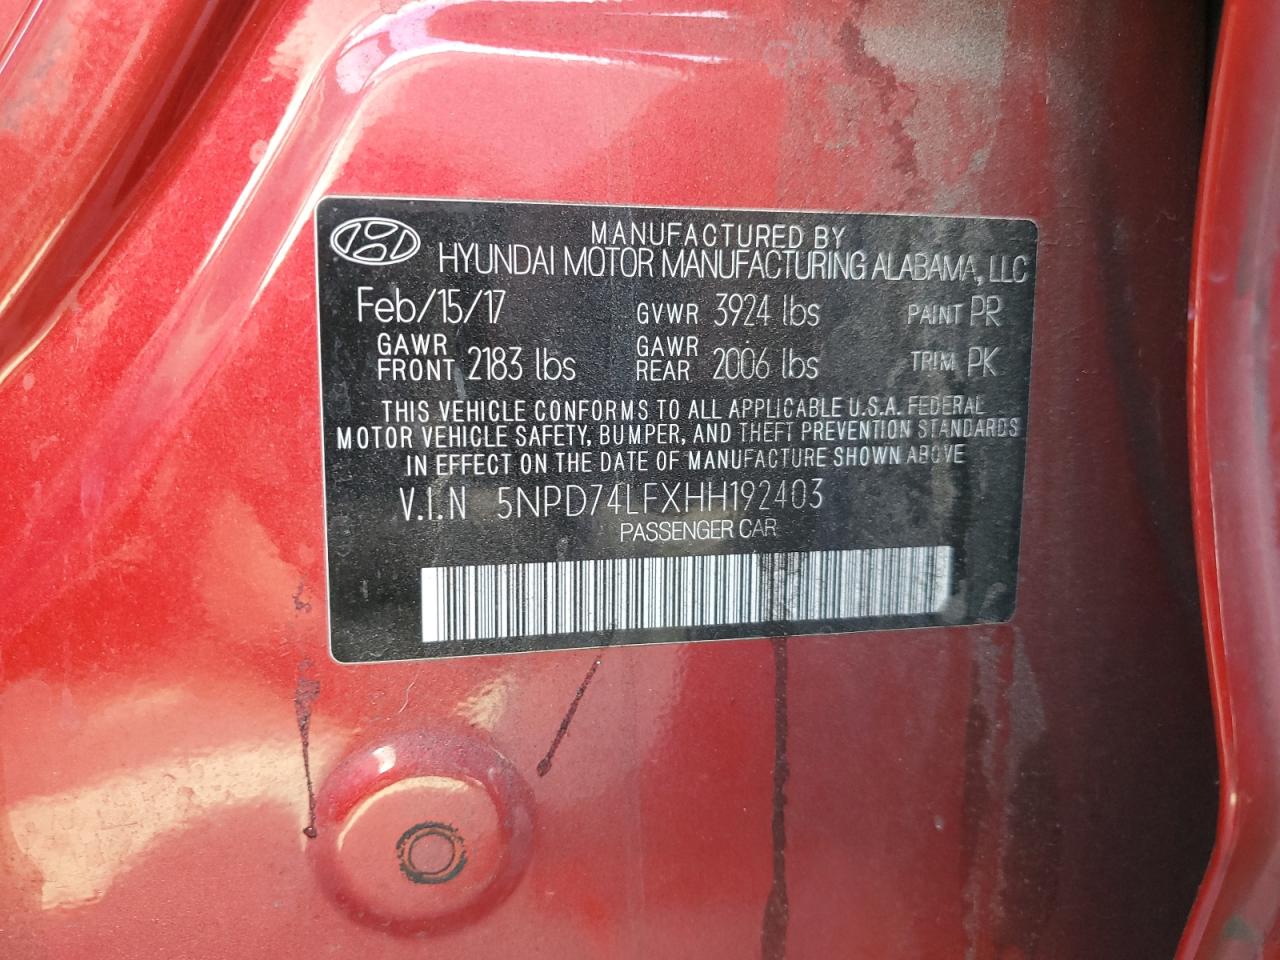 MANUFACTURED BY
HYUNDAI MOTOR MANUFACTURING ALABAMA, LLC
Feb/15/17 GVWR 3924 lbs PAINT PR
GAWR FRONT 2183 lbs GAWR REAR 2006 lbs TRIM PK
THIS VEHICLE CONFORMS TO ALL APPLICABLE U.S.A. FEDERAL
MOTOR VEHICLE SAFETY, BUMPER, AND THEFT PREVENTION STANDARDS
IN EFFECT ON THE DATE OF MANUFACTURE SHOWN ABOVE
V.I.N 5NPD74LFXHH192403
PASSENGER CAR